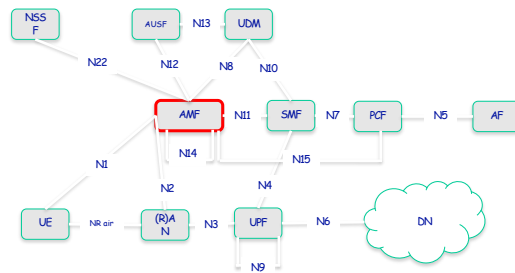 NSS
F
AUSF
N13
UDM
N22
N12
N8
N10
AMF
N11
SMF
N7
PCF
N5
AF
N14
N15
N1
N2
N4
UE
NR air
(R)A
N
N3
UPF
N6
DN
N9